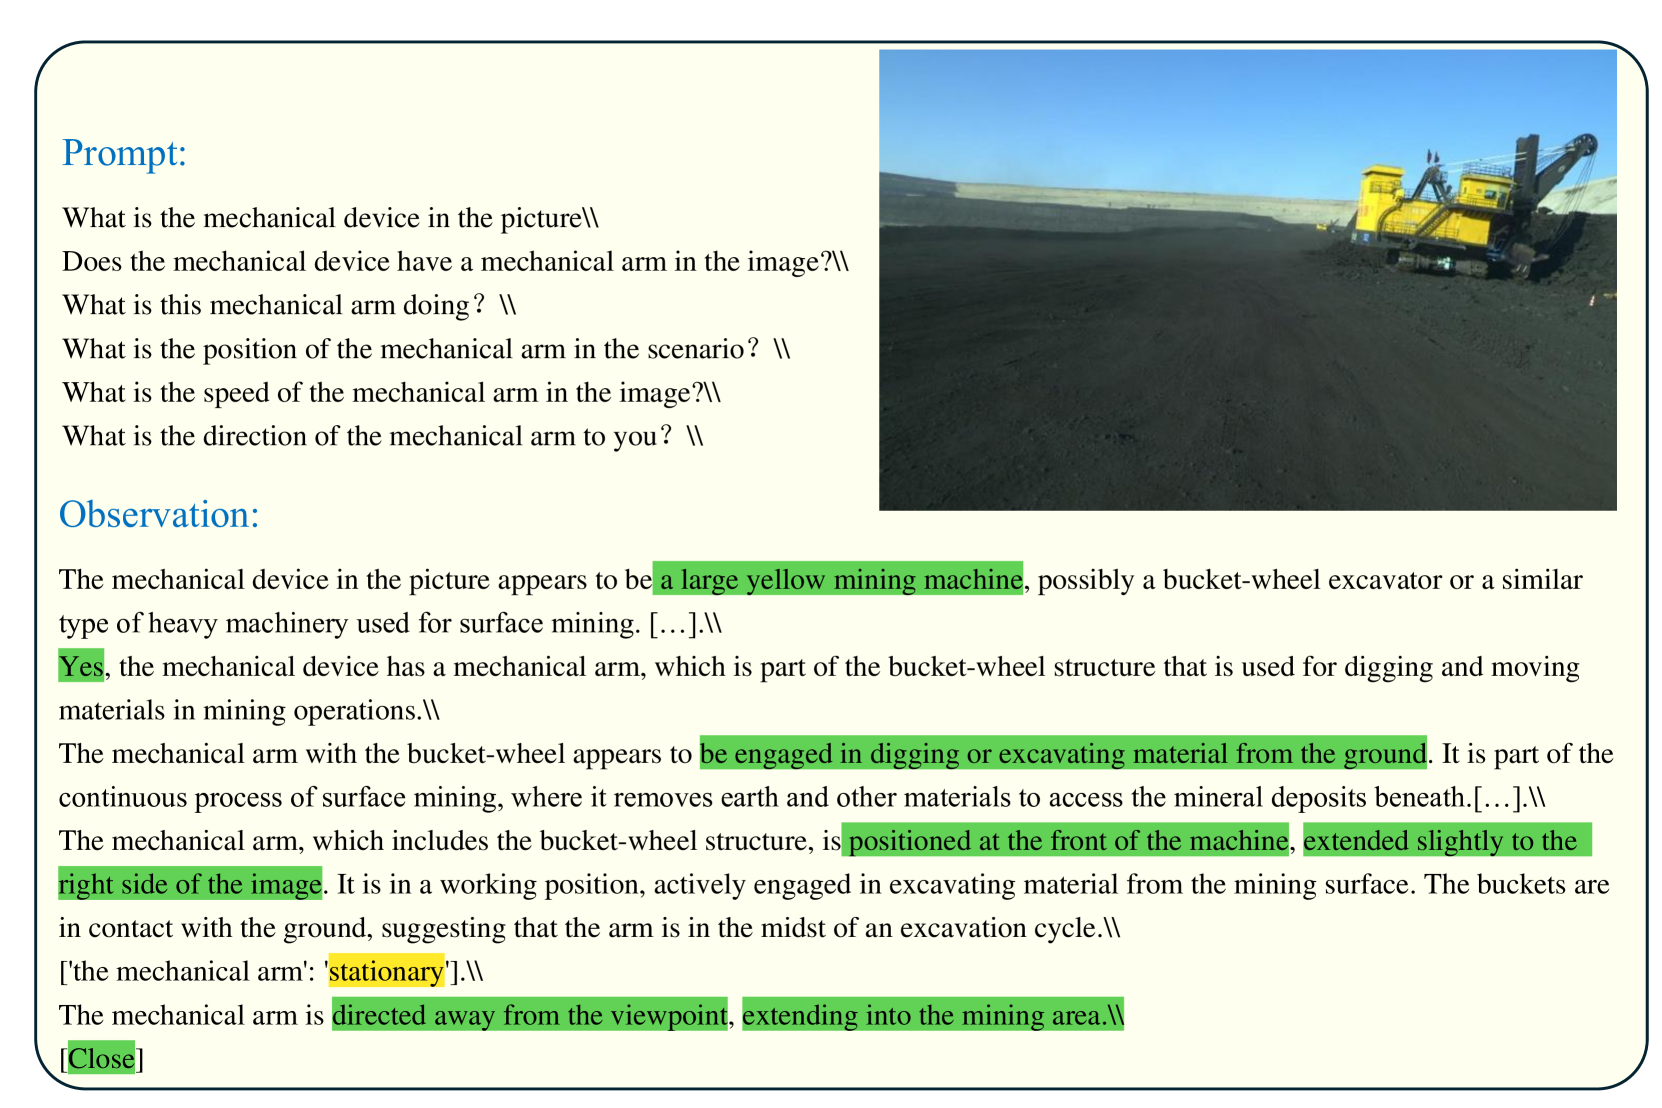 Prompt:
What is the mechanical device in the picture\\
Does the mechanical device have a mechanical arm in the image?\\
What is this mechanical arm doing？\\
What is the position of the mechanical arm in the scenario？\\
What is the speed of the mechanical arm in the image?\\
What is the direction of the mechanical arm to you？\\
Observation:
The mechanical device in the picture appears to be a large yellow mining machine, possibly a bucket-wheel excavator or a similar
type of heavy machinery used for surface mining. […].\\
Yes, the mechanical device has a mechanical arm, which is part of the bucket-wheel structure that is used for digging and moving
materials in mining operations.\\
The mechanical arm with the bucket-wheel appears to be engaged in digging or excavating material from the ground. It is part of the
continuous process of surface mining, where it removes earth and other materials to access the mineral deposits beneath.[…].\\
The mechanical arm, which includes the bucket-wheel structure, is positioned at the front of the machine, extended slightly to the
right side of the image. It is in a working position, actively engaged in excavating material from the mining surface. The buckets are
in contact with the ground, suggesting that the arm is in the midst of an excavation cycle.\\
['the mechanical arm': 'stationary'].\\
The mechanical arm is directed away from the viewpoint, extending into the mining area.\\
[Close]